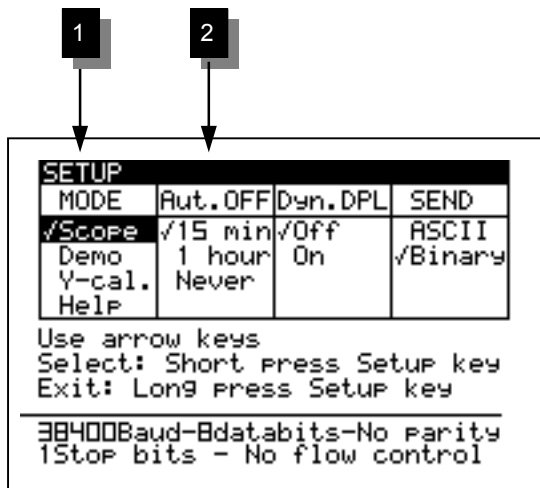 1 2
SETUP
MODE Aut.OFF Dyn.DPL SEND
√Scope √15 min √Off ASCII
Demo 1 hour On √Binary
Y-cal. Never
Help
Use arrow keys
Select: Short press Setup key
Exit: Long press Setup key
38400Baud-8databits-No parity
1Stop bits - No flow control